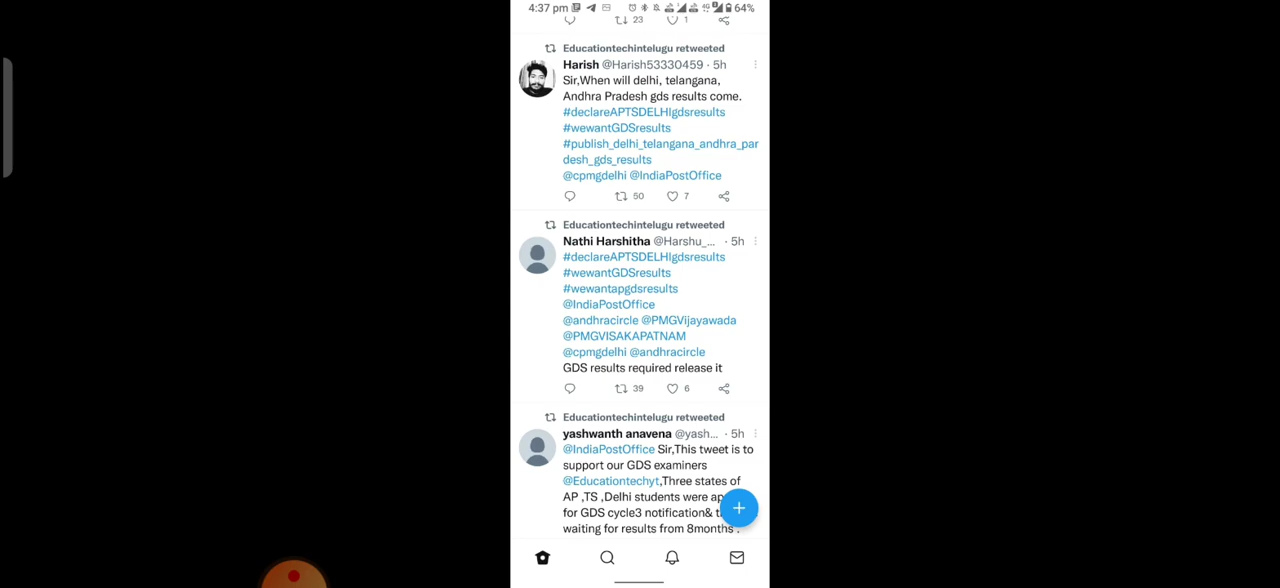 4:37 pm 4G 64%
23 1
Educationtechintelugu retweeted
Harish @Harish53330459 · 5h
Sir,When will delhi, telangana,
Andhra Pradesh gds results come.
#declareAPTSDELHIgdsresults
#wewantGDSresults
#publish_delhi_telangana_andhra_par
desh_gds_results
@cpmgdelhi @IndiaPostOffice
50 7
Educationtechintelugu retweeted
Nathi Harshitha @Harshu_... · 5h
#declareAPTSDELHIgdsresults
#wewantGDSresults
#wewantapgdsresults
@IndiaPostOffice
@andhracircle @PMGVijayawada
@PMGVISAKAPATNAM
@cpmgdelhi @andhracircle
GDS results required release it
39 6
Educationtechintelugu retweeted
yashwanth anavena @yash... · 5h
@IndiaPostOffice Sir,This tweet is to
support our GDS examiners
@Educationtechyt,Three states of
AP ,TS ,Delhi students were
for GDS cycle3 notification&
waiting for results from 8months .